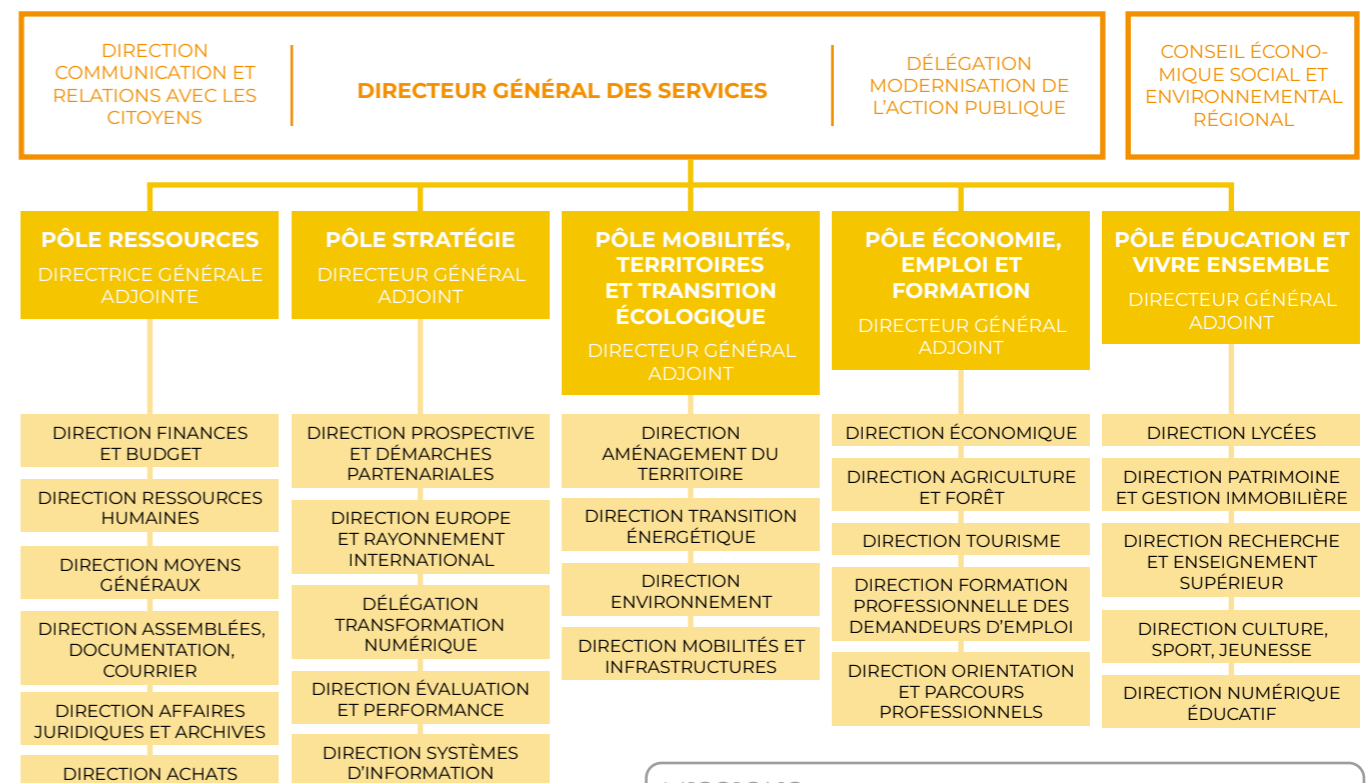 DIRECTION
COMMUNICATION ET
RELATIONS AVEC LES
CITOYENS
DIRECTEUR GÉNÉRAL DES SERVICES
DÉLÉGATION
MODERNISATION DE
L'ACTION PUBLIQUE
CONSEIL ÉCONO-
MIQUE SOCIAL ET
ENVIRONNEMENTAL
RÉGIONAL
PÔLE RESSOURCES
DIRECTRICE GÉNÉRALE
ADJOINTE
DIRECTION FINANCES
ET BUDGET
DIRECTION RESSOURCES
HUMAINES
DIRECTION MOYENS
GÉNÉRAUX
DIRECTION ASSEMBLÉES,
DOCUMENTATION,
COURRIER
DIRECTION AFFAIRES
JURIDIQUES ET ARCHIVES
DIRECTION ACHATS
PÔLE STRATÉGIE
DIRECTEUR GÉNÉRAL
ADJOINT
DIRECTION PROSPECTIVE
ET DÉMARCHES
PARTENARIALES
DIRECTION EUROPE
ET RAYONNEMENT
INTERNATIONAL
DÉLÉGATION
TRANSFORMATION
NUMÉRIQUE
DIRECTION ÉVALUATION
ET PERFORMANCE
DIRECTION SYSTÈMES
D'INFORMATION
PÔLE MOBILITÉS,
TERRITOIRES
ET TRANSITION
ÉCOLOGIQUE
DIRECTEUR GÉNÉRAL
ADJOINT
DIRECTION
AMÉNAGEMENT DU
TERRITOIRE
DIRECTION TRANSITION
ÉNERGÉTIQUE
DIRECTION
ENVIRONNEMENT
DIRECTION MOBILITÉS ET
INFRASTRUCTURES
PÔLE ÉCONOMIE,
EMPLOI ET
FORMATION
DIRECTEUR GÉNÉRAL
ADJOINT
DIRECTION ÉCONOMIQUE
DIRECTION AGRICULTURE
ET FORÊT
DIRECTION TOURISME
DIRECTION FORMATION
PROFESSIONNELLE DES
DEMANDEURS D'EMPLOI
DIRECTION ORIENTATION
ET PARCOURS
PROFESSIONNELS
PÔLE ÉDUCATION ET
VIVRE ENSEMBLE
DIRECTEUR GÉNÉRAL
ADJOINT
DIRECTION LYCÉES
DIRECTION PATRIMOINE
ET GESTION IMMOBILIÈRE
DIRECTION RECHERCHE
ET ENSEIGNEMENT
SUPÉRIEUR
DIRECTION CULTURE,
SPORT, JEUNESSE
DIRECTION NUMÉRIQUE
ÉDUCATIF